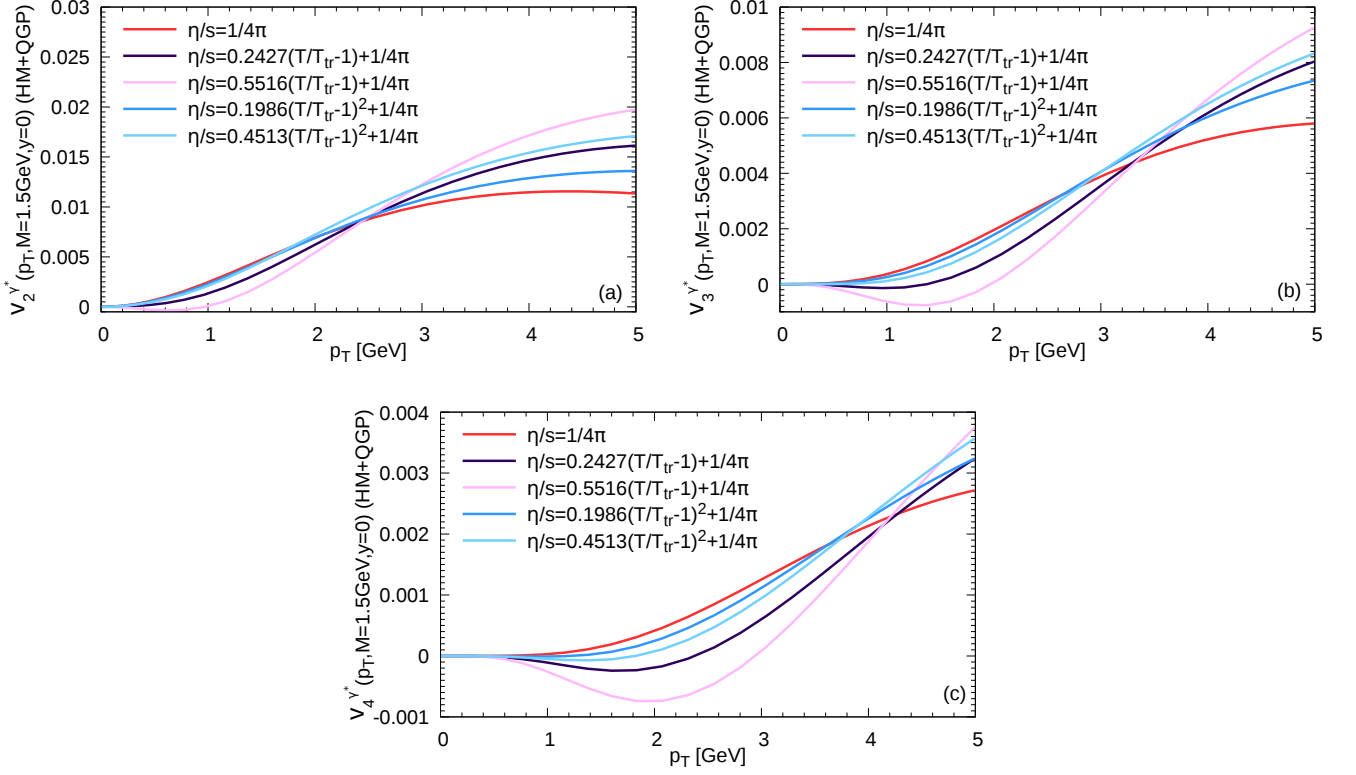 0.03
0.025
0.02
0.015
0.01
0.005
0
v₂^γ* (p_T,M=1.5GeV,y=0) (HM+QGP)
η/s=1/4π
η/s=0.2427(T/T_tr-1)+1/4π
η/s=0.5516(T/T_tr-1)+1/4π
η/s=0.1986(T/T_tr-1)²+1/4π
η/s=0.4513(T/T_tr-1)²+1/4π
(a)
0 1 2 3 4 5
p_T [GeV]
0.01
0.008
0.006
0.004
0.002
0
v₃^γ* (p_T,M=1.5GeV,y=0) (HM+QGP)
η/s=1/4π
η/s=0.2427(T/T_tr-1)+1/4π
η/s=0.5516(T/T_tr-1)+1/4π
η/s=0.1986(T/T_tr-1)²+1/4π
η/s=0.4513(T/T_tr-1)²+1/4π
(b)
0 1 2 3 4 5
p_T [GeV]
0.004
0.003
0.002
0.001
0
-0.001
v₄^γ* (p_T,M=1.5GeV,y=0) (HM+QGP)
η/s=1/4π
η/s=0.2427(T/T_tr-1)+1/4π
η/s=0.5516(T/T_tr-1)+1/4π
η/s=0.1986(T/T_tr-1)²+1/4π
η/s=0.4513(T/T_tr-1)²+1/4π
(c)
0 1 2 3 4 5
p_T [GeV]